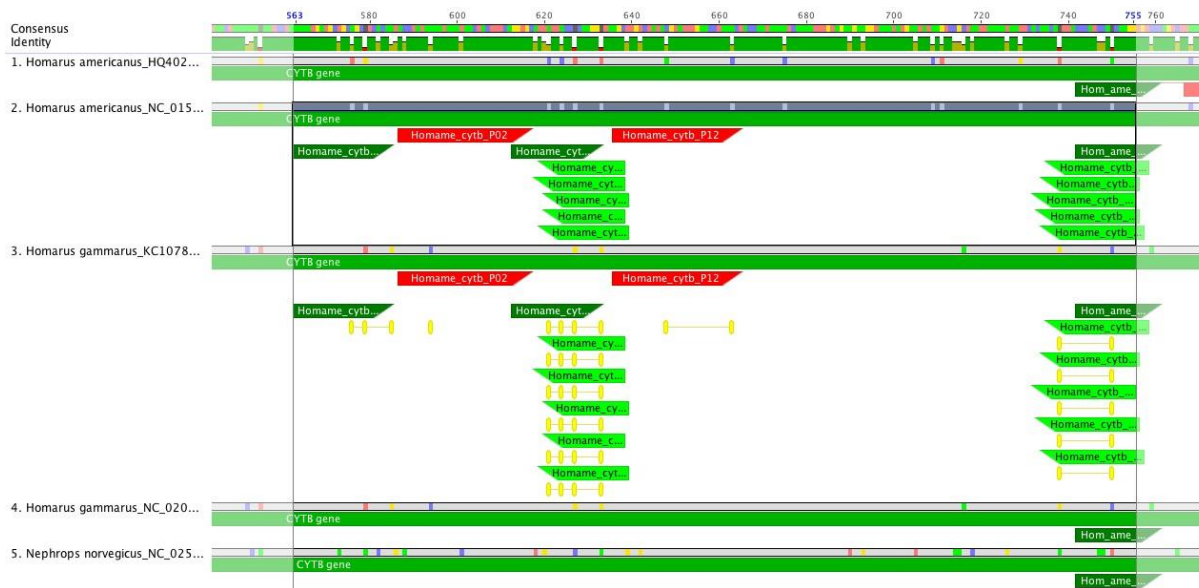 563 580 600 620 640 660 680 700 720 740 755 760
Consensus
Identity
1. Homarus americanus_HQ402...
CYTB gene
Hom_ame_...
2. Homarus americanus_NC_015...
CYTB gene
Homame_cytb_P02 Homame_cytb_P12
Homame_cytb... Homame_cyt... Hom_ame_...
Homame_cy... Homame_cytb_...
Homame_cyt... Homame_cytb...
Homame_cy... Homame_cytb_...
Homame_c... Homame_cytb_...
Homame_cyt... Homame_cytb_...
3. Homarus gammarus_KC1078...
CYTB gene
Homame_cytb_P02 Homame_cytb_P12
Homame_cytb... Homame_cyt... Hom_ame_...
Homame_cytb_...
Homame_cy...
Homame_cytb...
Homame_cyt...
Homame_cytb_...
Homame_cy...
Homame_cytb_...
Homame_c...
Homame_cytb_...
Homame_cyt...
4. Homarus gammarus_NC_020...
CYTB gene
Hom_ame_...
5. Nephrops norvegicus_NC_025...
CYTB gene
Hom_ame_...